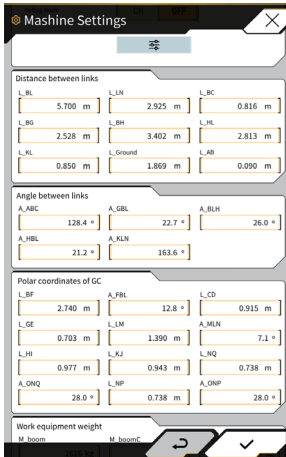 ON OFF
Mashine Settings
Distance between links
L_BL L_LN L_BC
5.700 m 2.925 m 0.816 m
L_BG L_BH L_HL
2.528 m 3.402 m 2.813 m
L_KL L_Ground L_AB
0.850 m 1.869 m 0.090 m
Angle between links
A_ABC A_GBL A_BLH
128.4 ° 22.7 ° 26.0 °
A_HBL A_KLN
21.2 ° 163.6 °
Polar coordinates of GC
L_BF A_FBL L_CD
2.740 m 12.8 ° 0.915 m
L_GE L_LM A_MLN
0.703 m 1.390 m 7.1 °
L_HI L_KJ L_NQ
0.977 m 0.943 m 0.738 m
A_ONQ L_NP A_ONP
28.0 ° 0.738 m 28.0 °
Work equipment weight
M_boom M_boomC